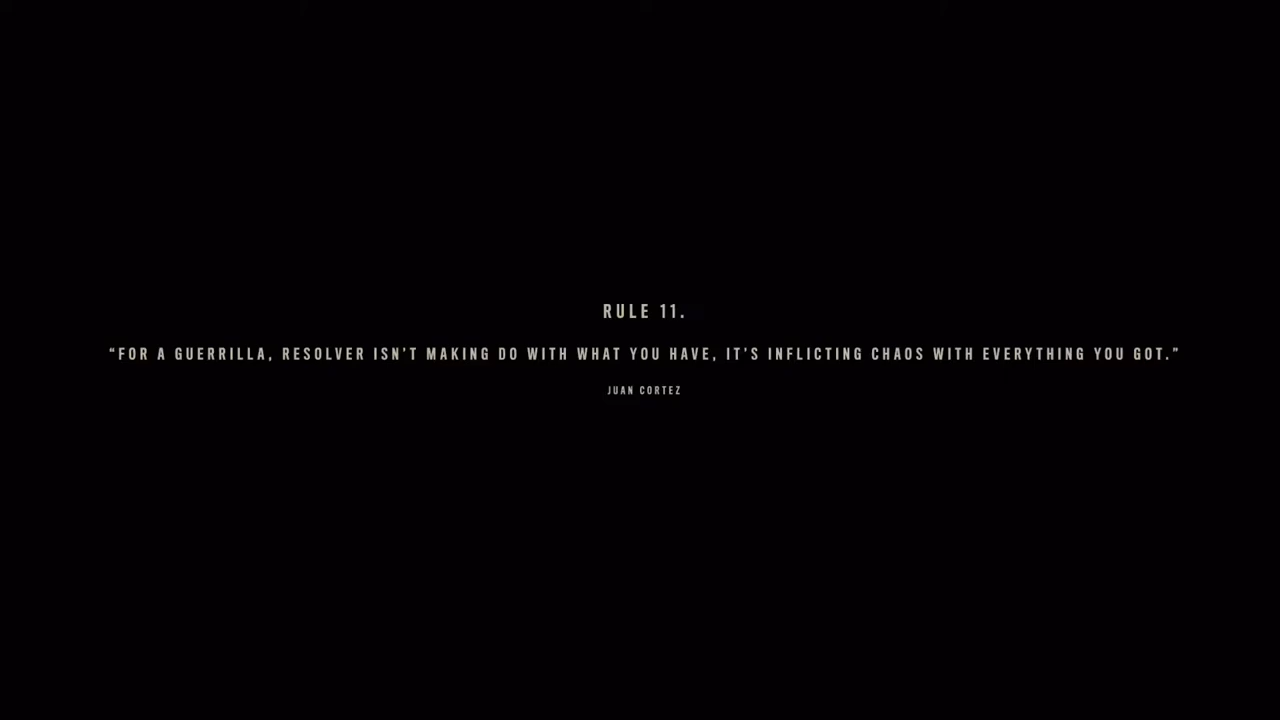 RULE 11.
“FOR A GUERRILLA, RESOLVER ISN’T MAKING DO WITH WHAT YOU HAVE, IT’S INFLICTING CHAOS WITH EVERYTHING YOU GOT.”
JUAN CORTEZ